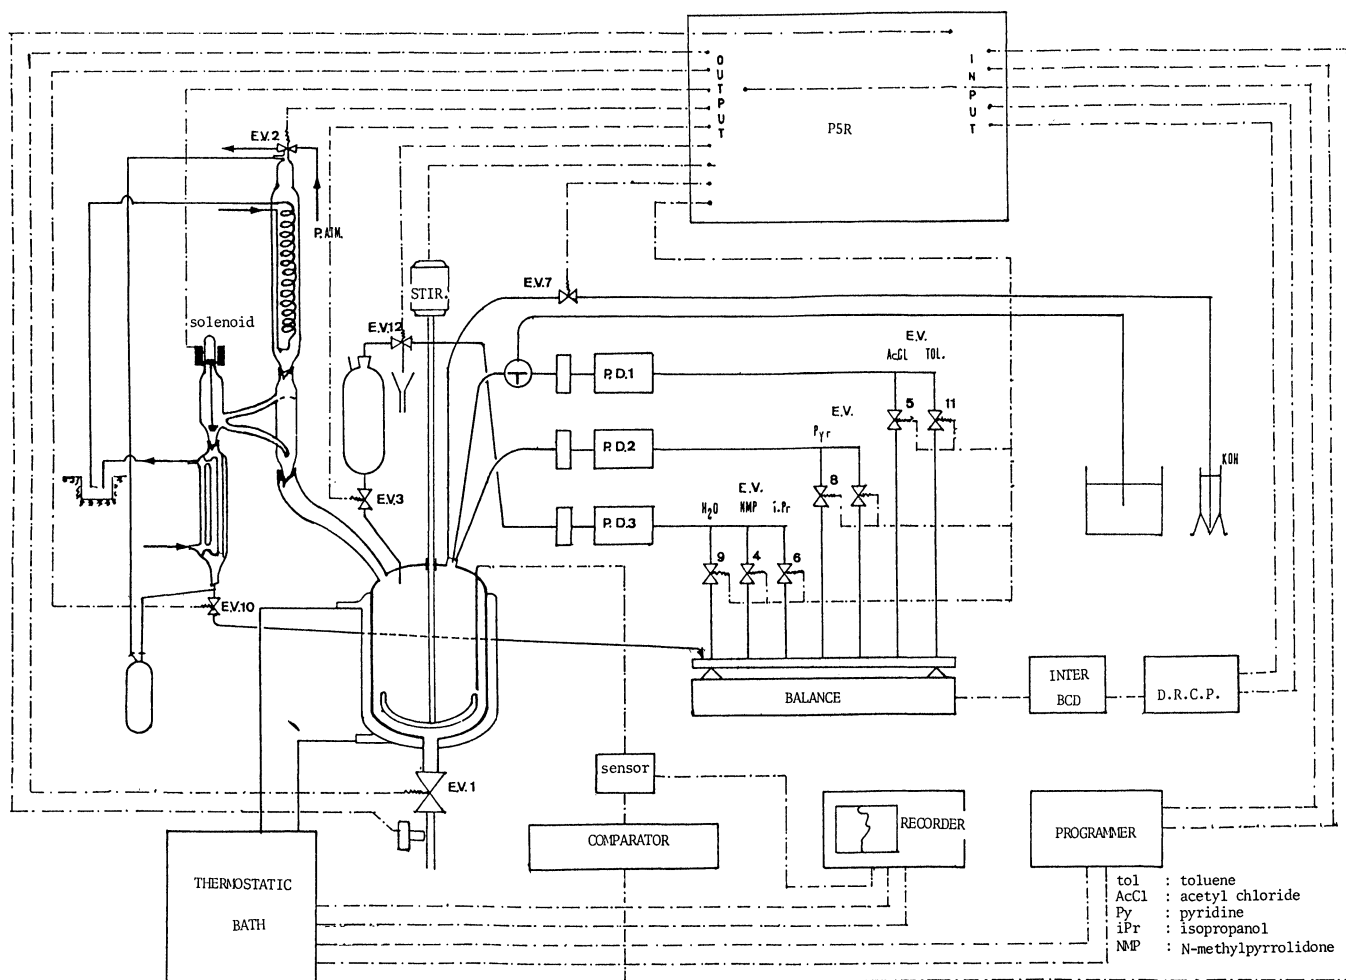 OUTPUT
INPUT
P5R
E.V.2
P. ATM.
solenoid
STIR.
E.V.7
E.V.12
E.V.
AcCl TOL.
P.D.1
5
11
E.V.
Pyr
P.D.2
8
KOH
E.V.3
E.V.
H2O NMP i.Pr
P.D.3
9
4
6
E.V.10
BALANCE
INTER
BCD
D.R.C.P.
sensor
E.V.1
COMPARATOR
RECORDER
PROGRAMMER
THERMOSTATIC
BATH
tol : toluene
AcCl : acetyl chloride
Py : pyridine
iPr : isopropanol
NMP : N-methylpyrrolidone